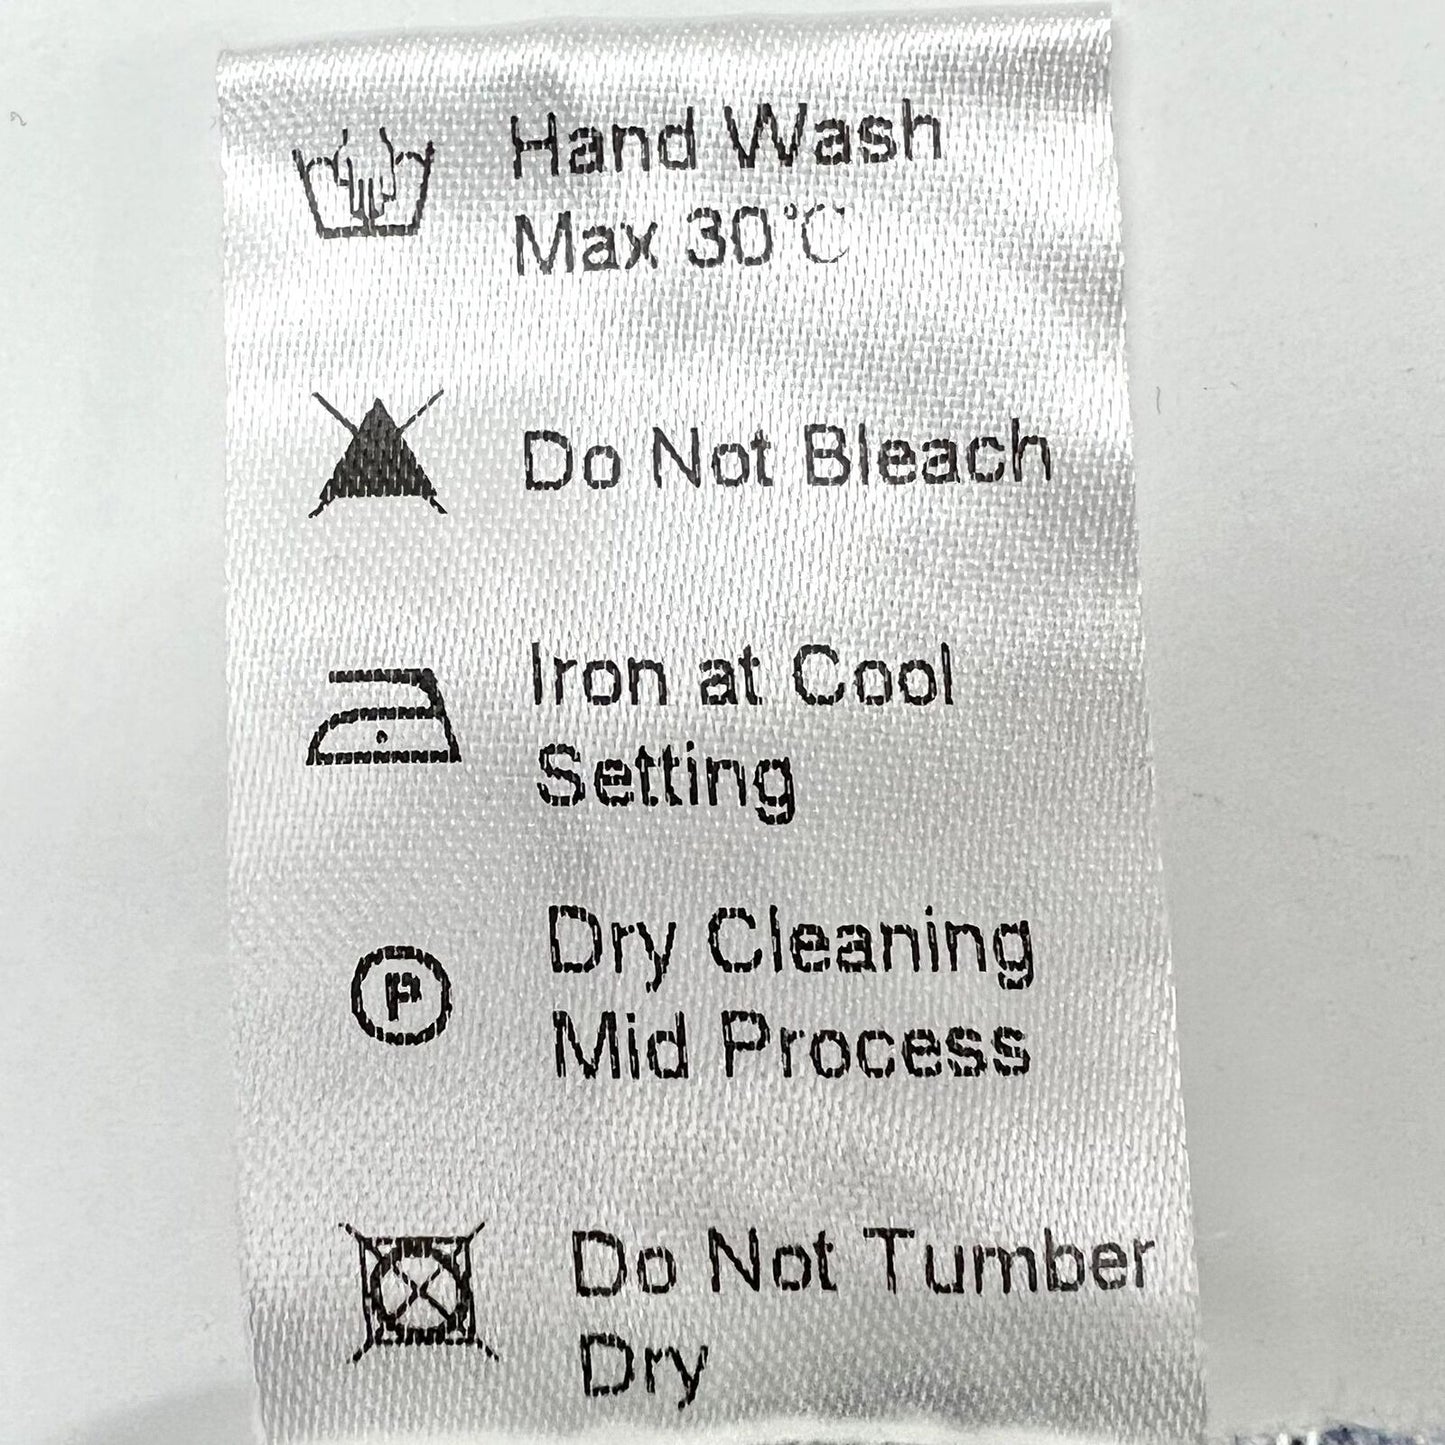 Hand Wash
Max 30°C
Do Not Bleach
Iron at Cool
Setting
P
Dry Cleaning
Mid Process
Do Not Tumber
Dry